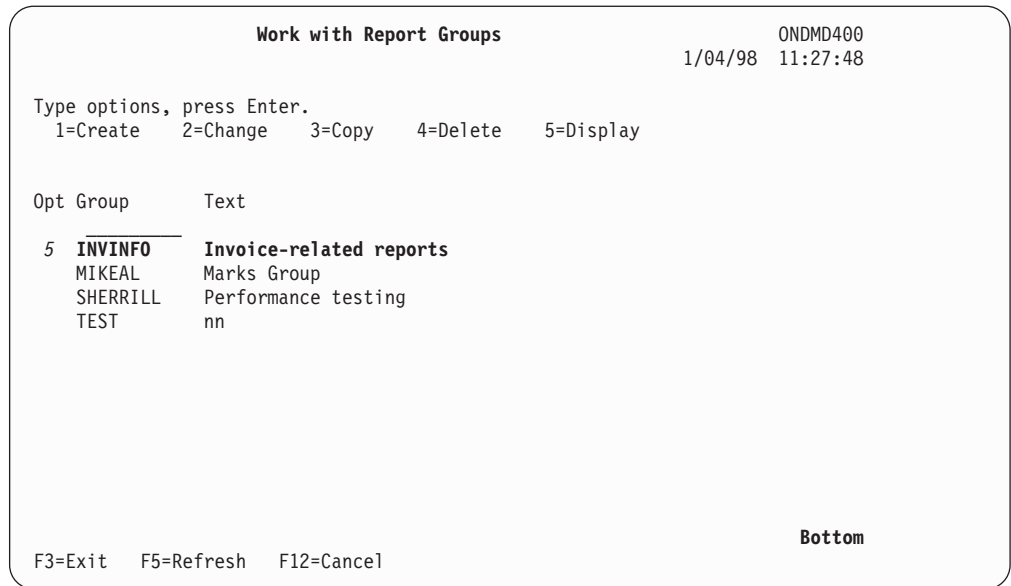 Work with Report Groups ONDMD400
1/04/98 11:27:48
Type options, press Enter.
1=Create 2=Change 3=Copy 4=Delete 5=Display
Opt Group Text
_________
5 INVINFO Invoice-related reports
MIKEAL Marks Group
SHERRILL Performance testing
TEST nn
Bottom
F3=Exit F5=Refresh F12=Cancel